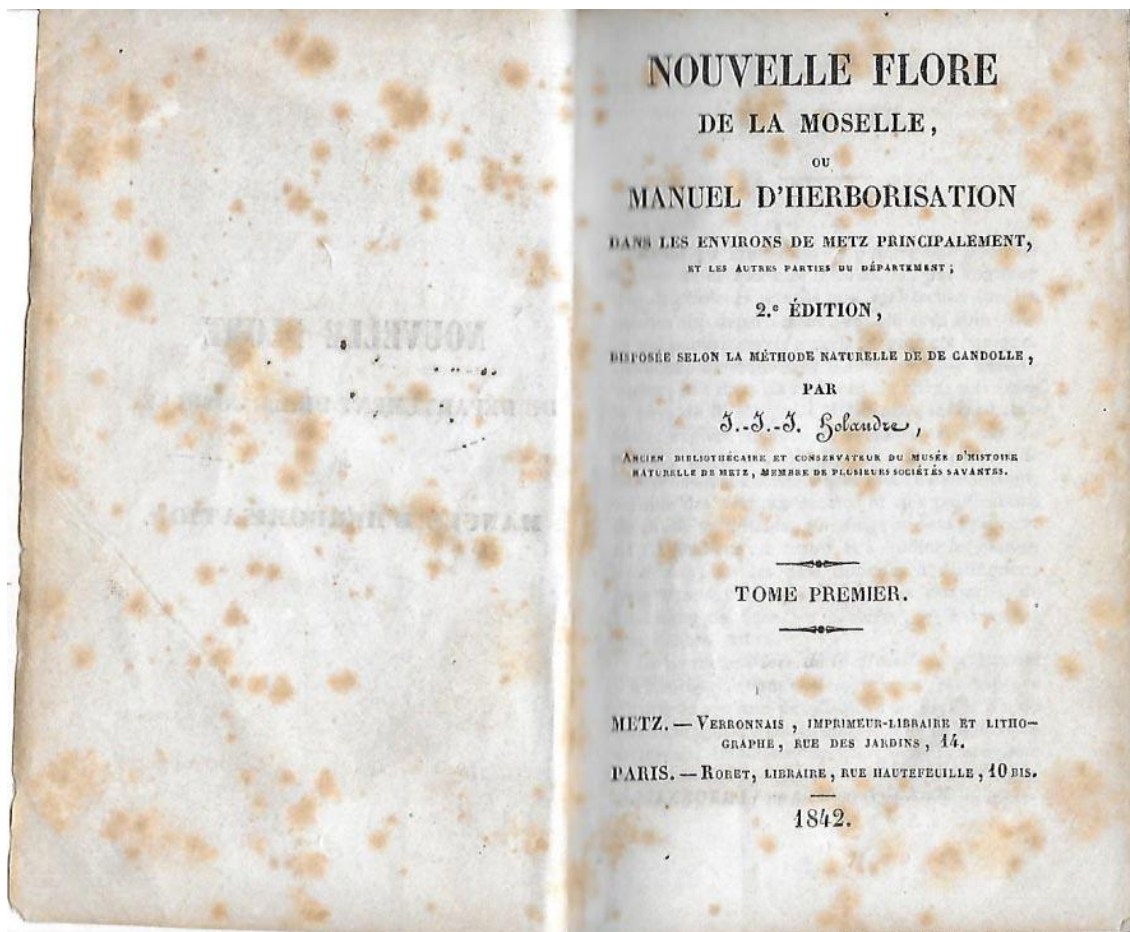 NOUVELLE FLORE
DE LA MOSELLE,
OU
MANUEL D'HERBORISATION
DANS LES ENVIRONS DE METZ PRINCIPALEMENT,
ET LES AUTRES PARTIES DU DÉPARTEMENT;
2.e ÉDITION,
DISPOSÉE SELON LA MÉTHODE NATURELLE DE DE CANDOLLE,
PAR
J.-J.-J. Holandre,
ANCIEN BIBLIOTHÉCAIRE ET CONSERVATEUR DU MUSÉE D'HISTOIRE
NATURELLE DE METZ, MEMBRE DE PLUSIEURS SOCIÉTÉS SAVANTES.
TOME PREMIER.
METZ. — VERRONNAIS, IMPRIMEUR-LIBRAIRE ET LITHO-
GRAPHE, RUE DES JARDINS, 14.
PARIS. — RORET, LIBRAIRE, RUE HAUTEFEUILLE, 10 BIS.
1842.